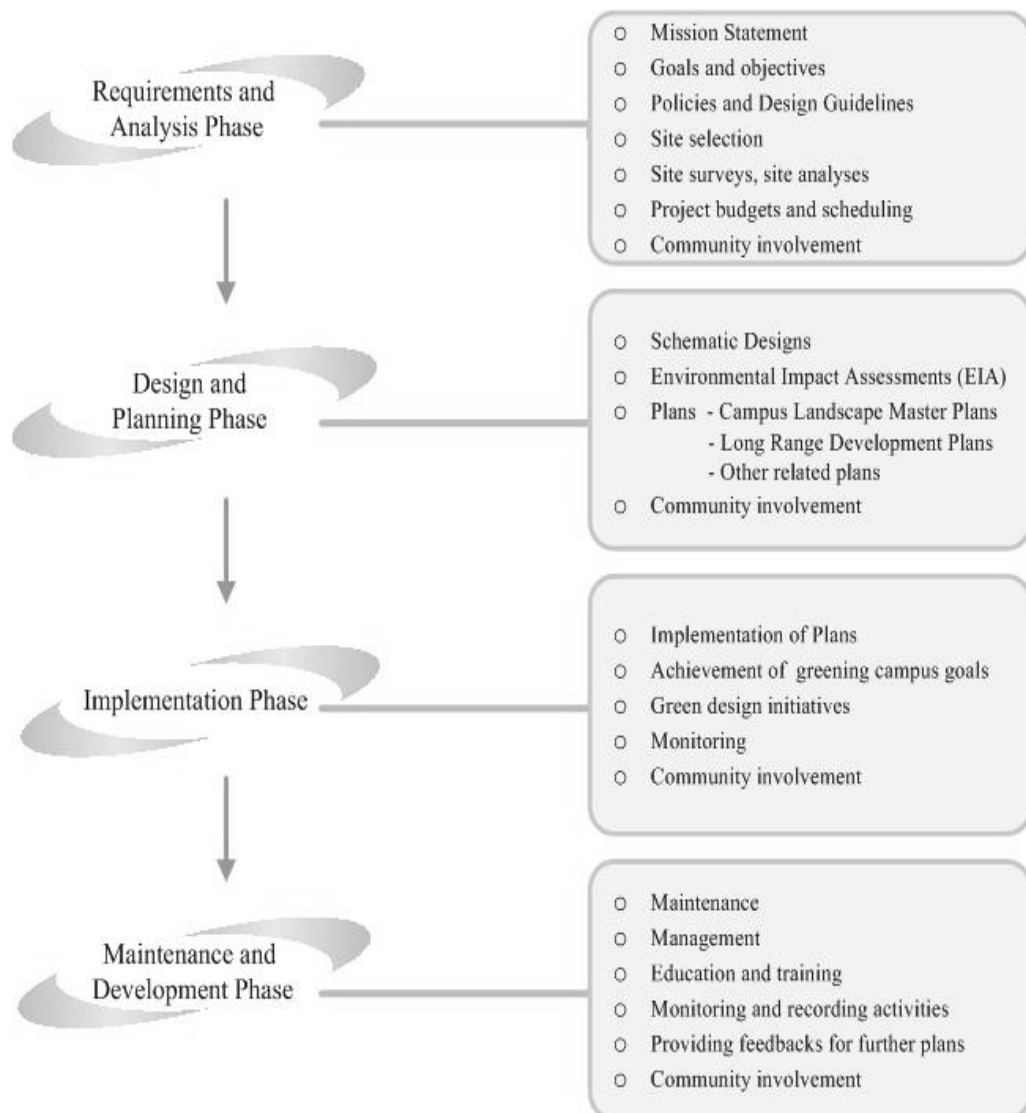 Requirements and
Analysis Phase
o Mission Statement
o Goals and objectives
o Policies and Design Guidelines
o Site selection
o Site surveys, site analyses
o Project budgets and scheduling
o Community involvement
Design and
Planning Phase
o Schematic Designs
o Environmental Impact Assessments (EIA)
o Plans - Campus Landscape Master Plans
- Long Range Development Plans
- Other related plans
o Community involvement
Implementation Phase
o Implementation of Plans
o Achievement of greening campus goals
o Green design initiatives
o Monitoring
o Community involvement
Maintenance and
Development Phase
o Maintenance
o Management
o Education and training
o Monitoring and recording activities
o Providing feedbacks for further plans
o Community involvement